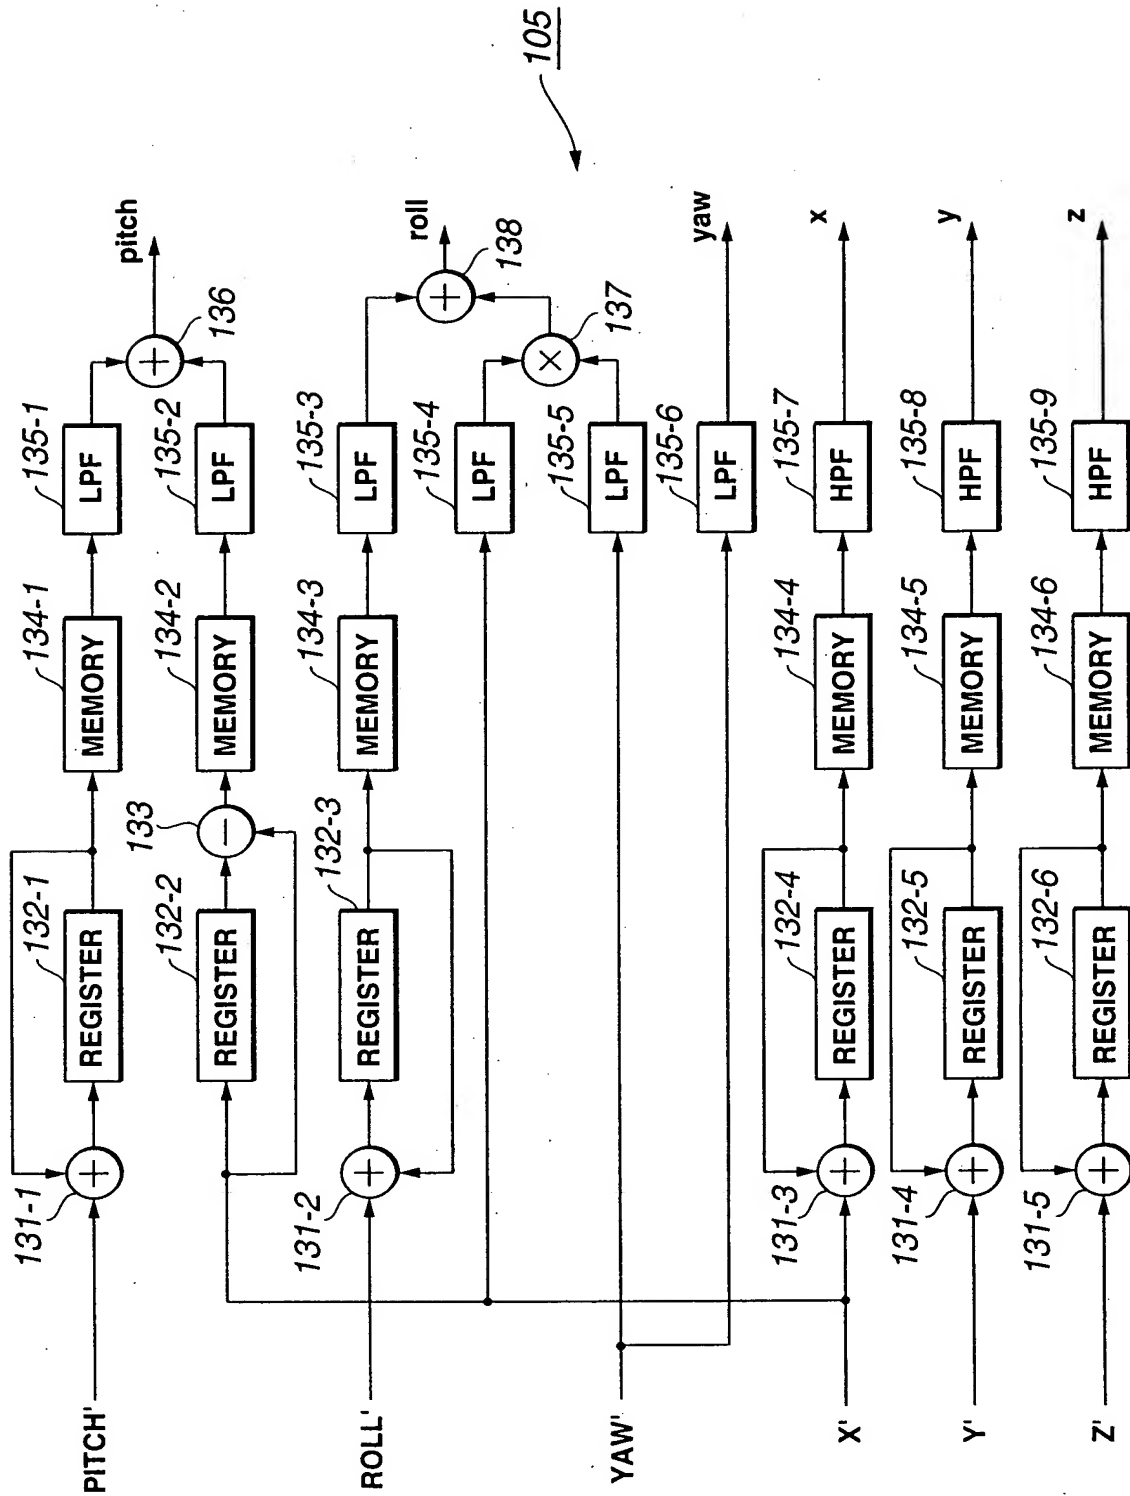 PITCH'
131-1
REGISTER
132-1
MEMORY
134-1
LPF
135-1
136
pitch
REGISTER
132-2
133
MEMORY
134-2
LPF
135-2
ROLL'
131-2
REGISTER
132-3
MEMORY
134-3
LPF
135-3
138
roll
LPF
135-4
137
YAW'
LPF
135-5
LPF
135-6
yaw
X'
131-3
REGISTER
132-4
MEMORY
134-4
HPF
135-7
x
Y'
131-4
REGISTER
132-5
MEMORY
134-5
HPF
135-8
y
Z'
131-5
REGISTER
132-6
MEMORY
134-6
HPF
135-9
z
105